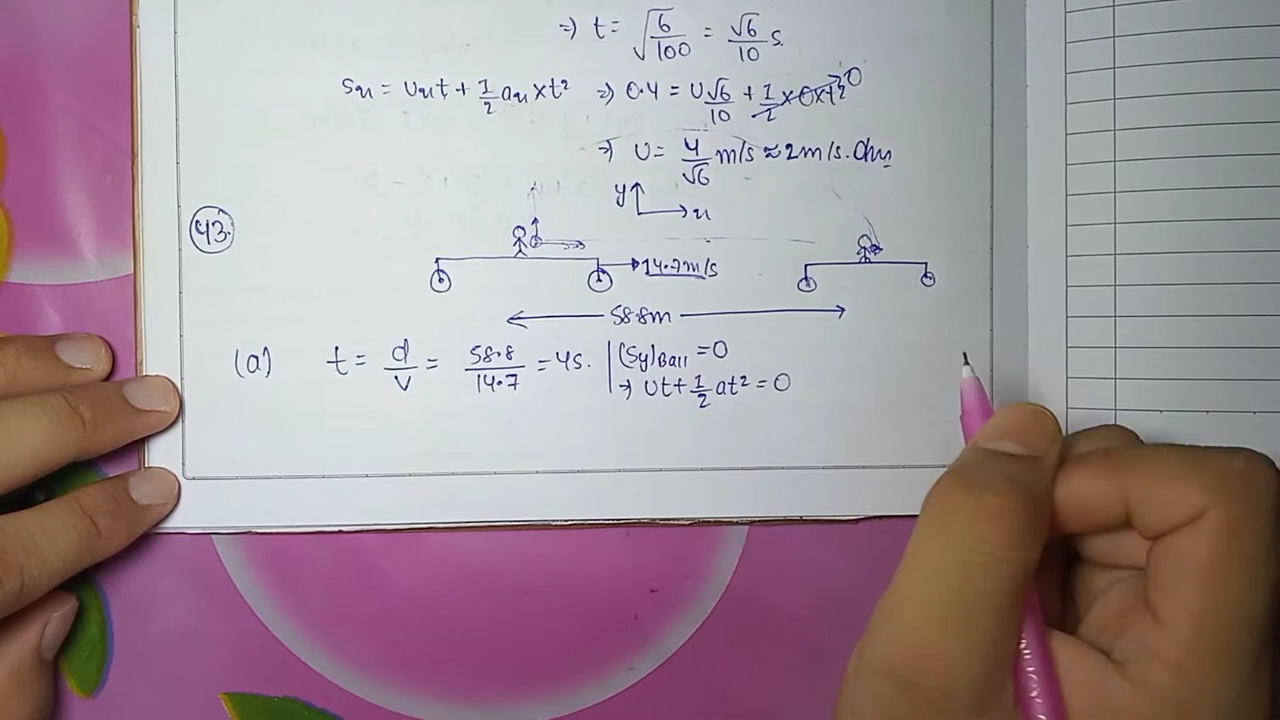 ⇒ t = √(6/100) = √6/10 s.
Sx = Uxt + 1/2 ax × t² ⇒ 0.4 = U√6/10 + 1/2 × 0 × t² 0
⇒ U = 4/√6 m/s ≈ 2 m/s. Ans
y x
43.
14.7 m/s
58.8m
(a) t = d/v = 58.8/14.7 = 4s. | (Sy)Ball = 0
⇒ Ut + 1/2 at² = 0